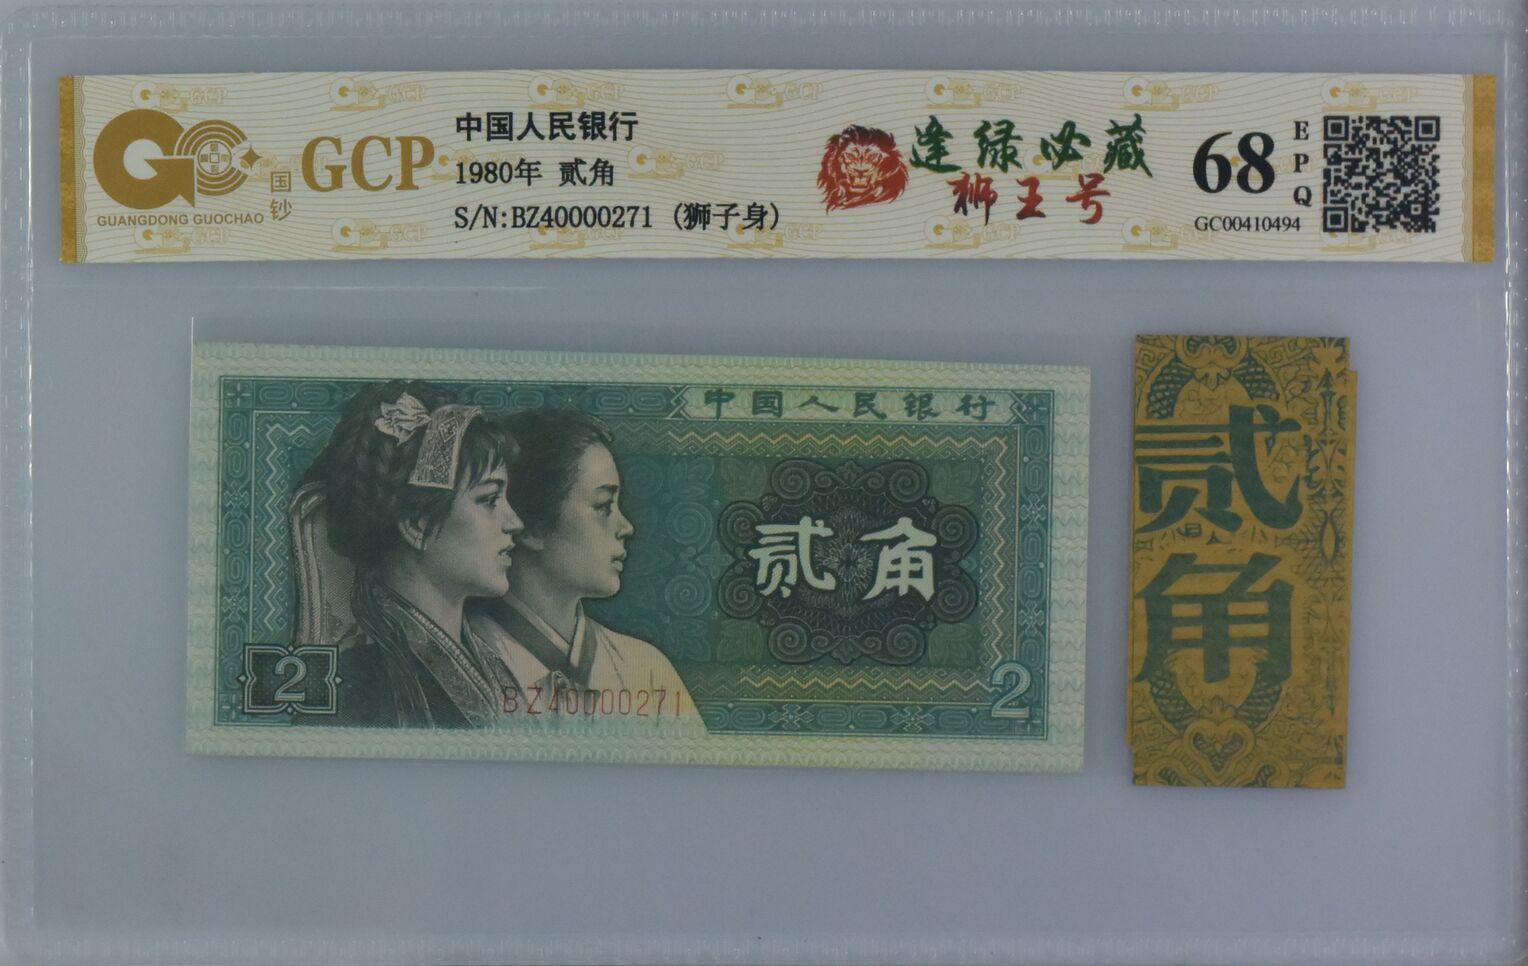 GUANGDONG GUOCHAO
国钞
GCP
中国人民银行
1980年 贰角
S/N:BZ40000271 (狮子身)
逢绿必藏
狮王号
68
EPQ
GC00410494
中国人民银行
贰角
2
BZ40000271
2
贰角